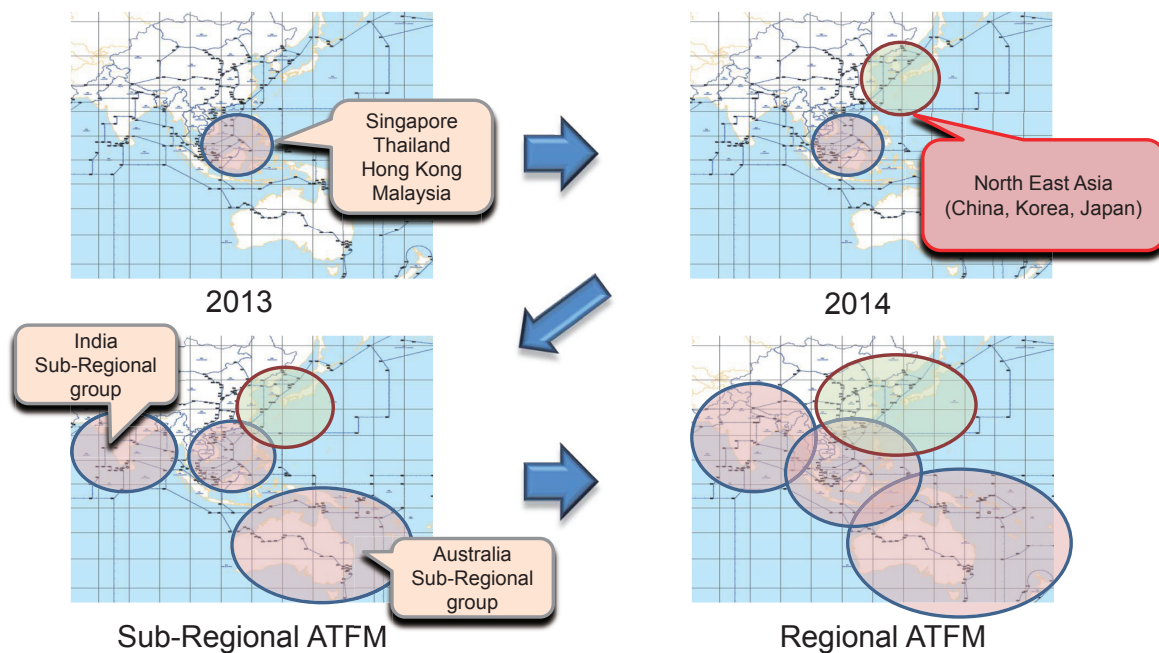 Singapore
Thailand
Hong Kong
Malaysia
North East Asia
(China, Korea, Japan)
2013
2014
India
Sub-Regional
group
Australia
Sub-Regional
group
Sub-Regional ATFM
Regional ATFM